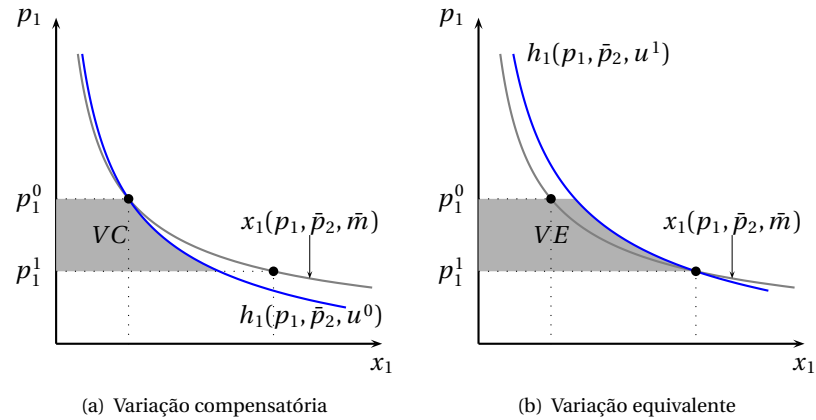 p₁
p₁⁰
VC
x₁(p₁, p̄₂, m̄)
p₁¹
h₁(p₁, p̄₂, u⁰)
x₁
(a) Variação compensatória
p₁
h₁(p₁, p̄₂, u¹)
p₁⁰
VE
x₁(p₁, p̄₂, m̄)
p₁¹
x₁
(b) Variação equivalente